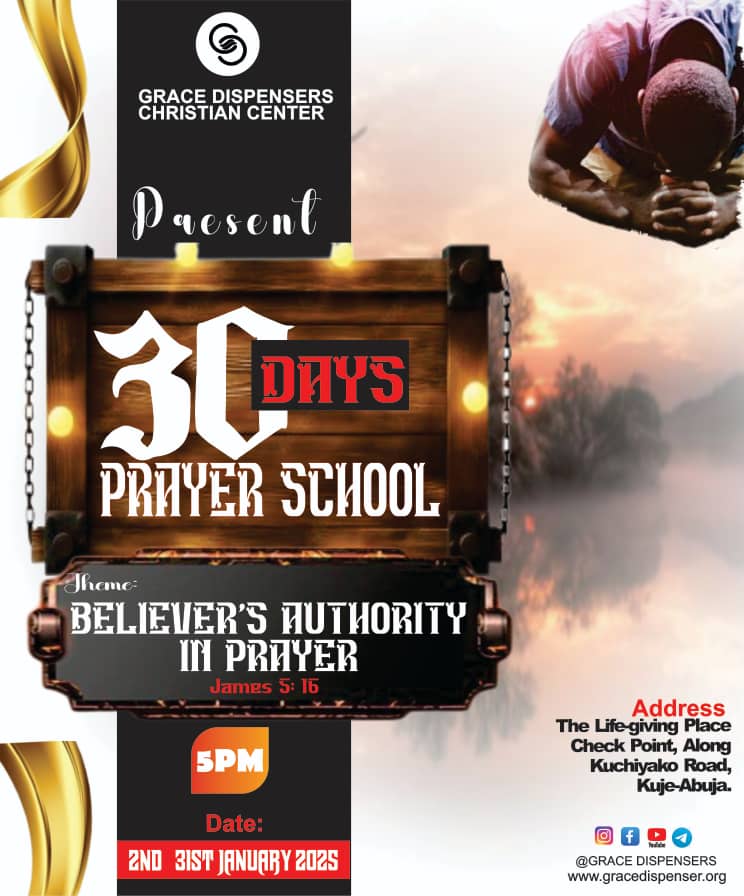 GRACE DISPENSERS
CHRISTIAN CENTER
Present
30
DAYS
PRAYER SCHOOL
Theme:
BELIEVER'S AUTHORITY
IN PRAYER
James 5: 16
5PM
Date:
2ND 31ST JANUARY 2025
Address
The Life-giving Place
Check Point, Along
Kuchiyako Road,
Kuje-Abuja.
YouTube
@GRACE DISPENSERS
www.gracedispenser.org